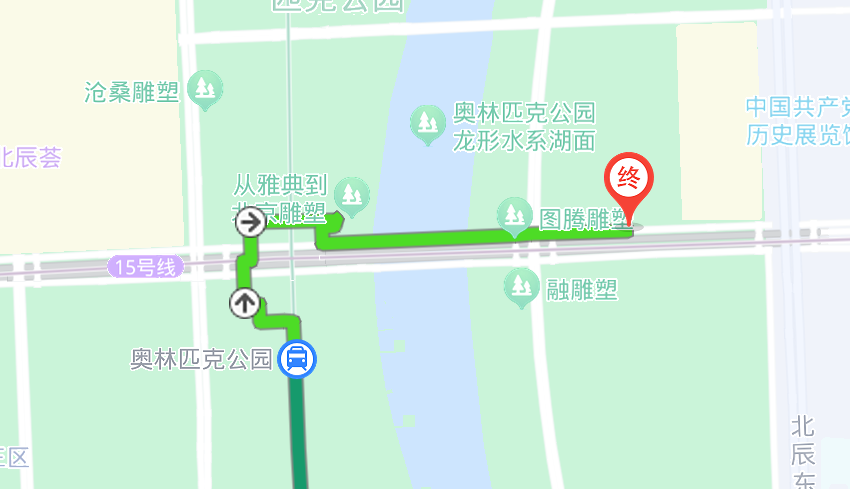 匹克公园
沧桑雕塑
奥林匹克公园
龙形水系湖面
中国共产党
历史展览馆
北辰荟
从雅典到
北京雕塑
终
图腾雕塑
15号线
融雕塑
奥林匹克公园
北辰东
区